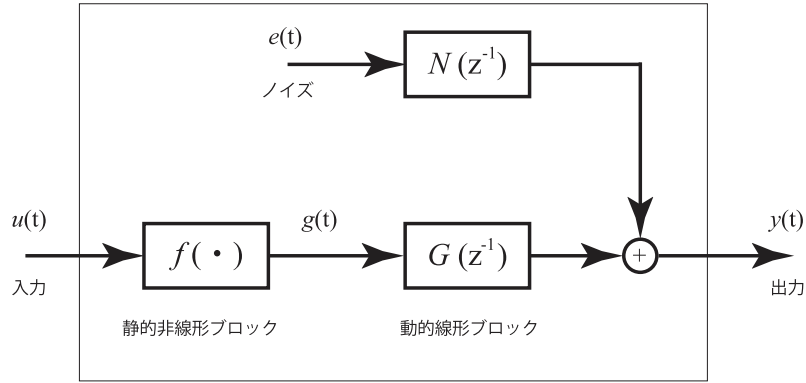 e(t)
ノイズ
N(z⁻¹)
u(t)
入力
f(・)
g(t)
G(z⁻¹)
+
y(t)
出力
静的非線形ブロック
動的線形ブロック